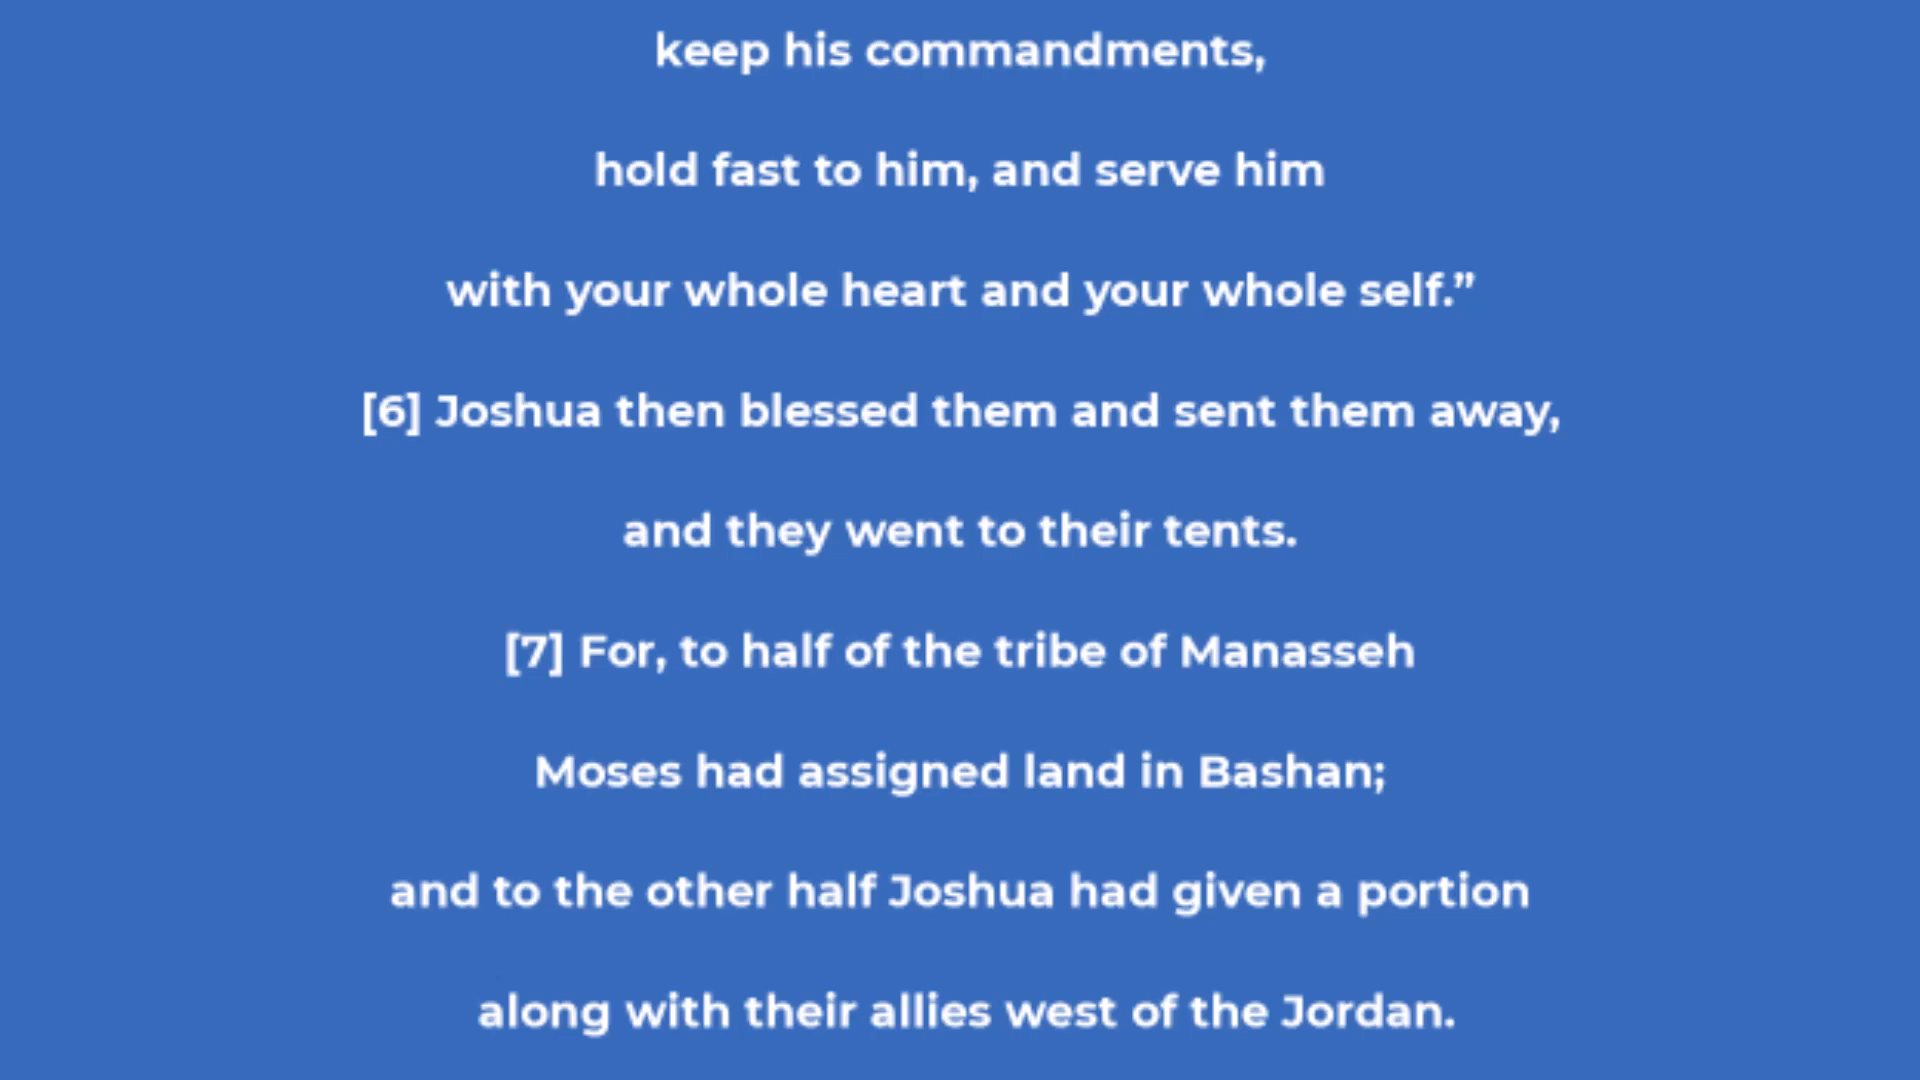 keep his commandments,
hold fast to him, and serve him
with your whole heart and your whole self.”
[6] Joshua then blessed them and sent them away,
and they went to their tents.
[7] For, to half of the tribe of Manasseh
Moses had assigned land in Bashan;
and to the other half Joshua had given a portion
along with their allies west of the Jordan.